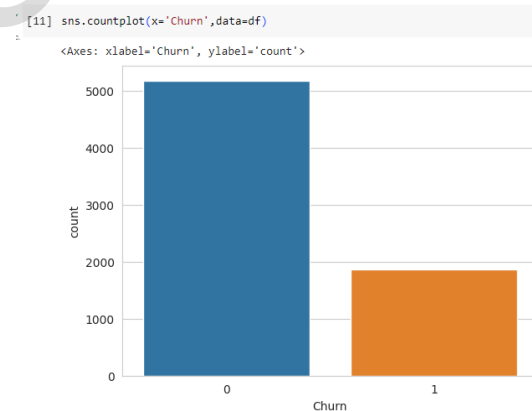 [11] sns.countplot(x='Churn',data=df)
<Axes: xlabel='Churn', ylabel='count'>
5000
4000
3000
2000
1000
0
count
0 1
Churn